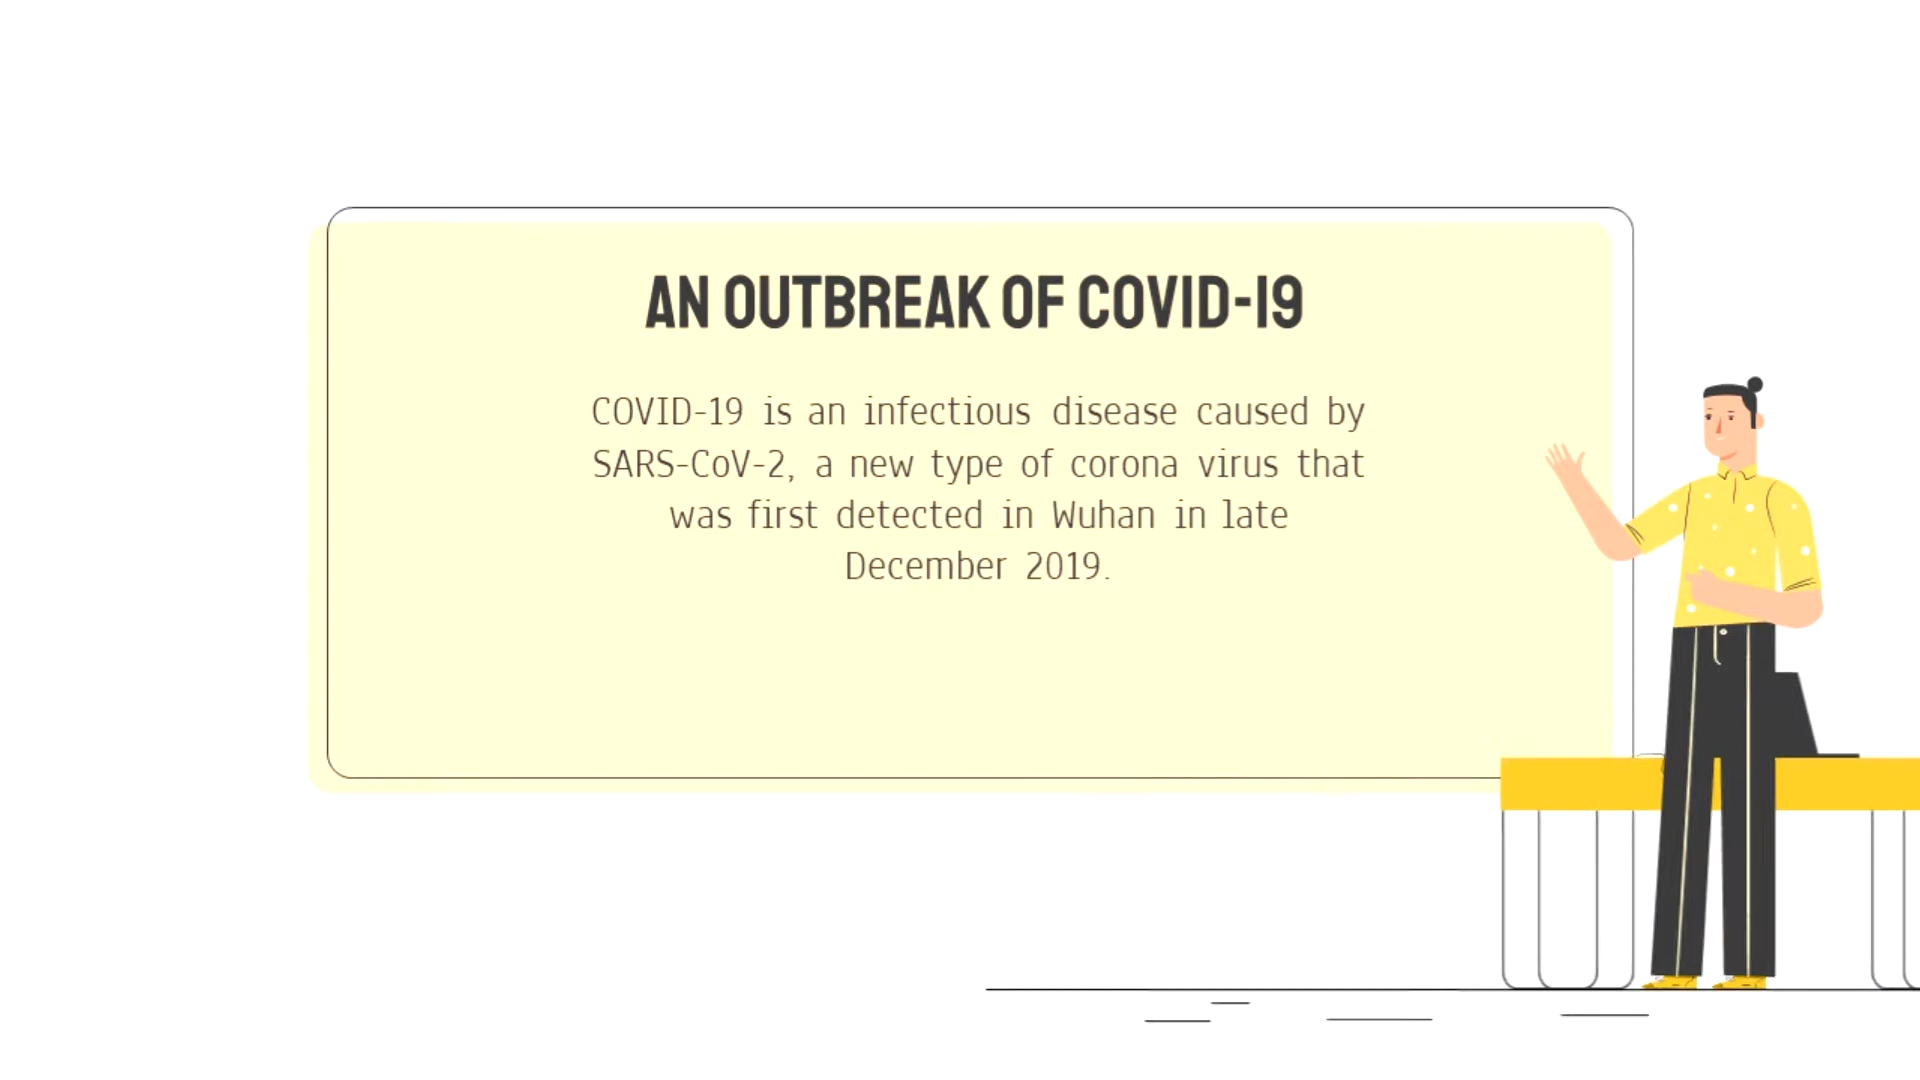 AN OUTBREAK OF COVID-19
COVID-19 is an infectious disease caused by
SARS-CoV-2, a new type of corona virus that
was first detected in Wuhan in late
December 2019.